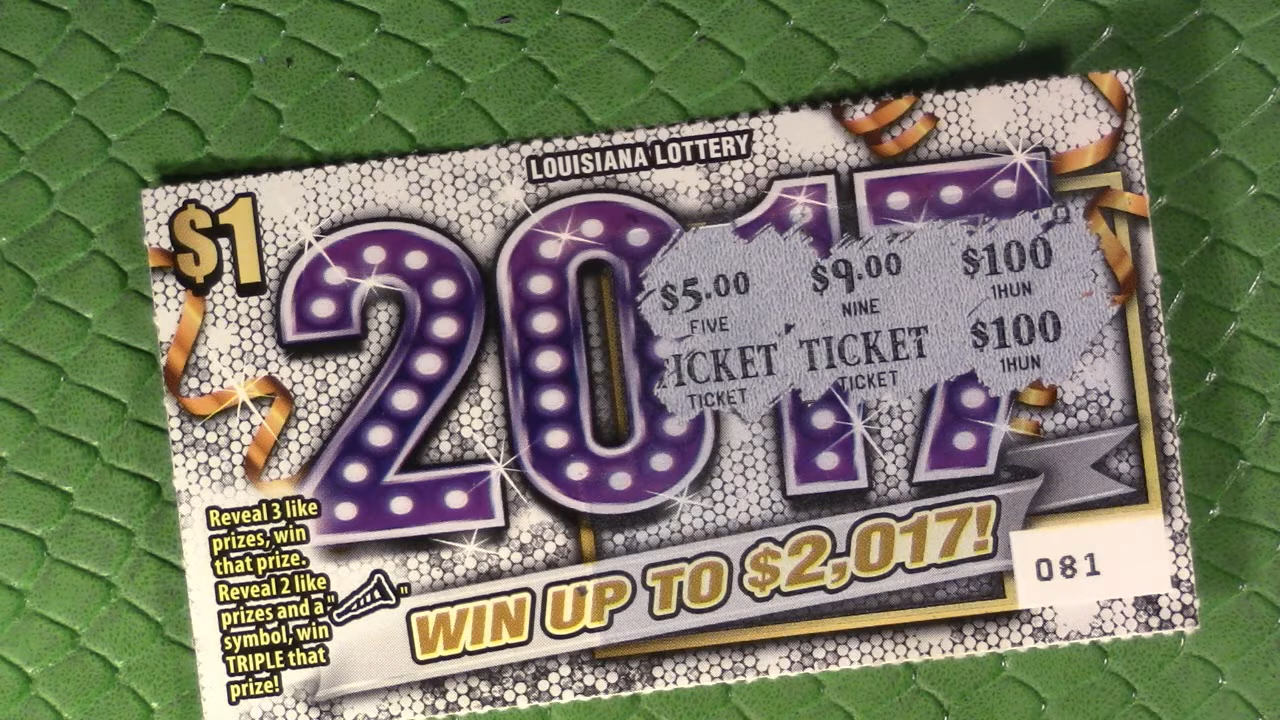 LOUISIANA LOTTERY
$1
2017
$5.00 $9.00 $100
FIVE NINE 1HUN
TICKET TICKET $100
TICKET TICKET 1HUN
Reveal 3 like
prizes, win
that prize.
Reveal 2 like
prizes and a "
" symbol, win
TRIPLE that
prize!
WIN UP TO $2,017!
081